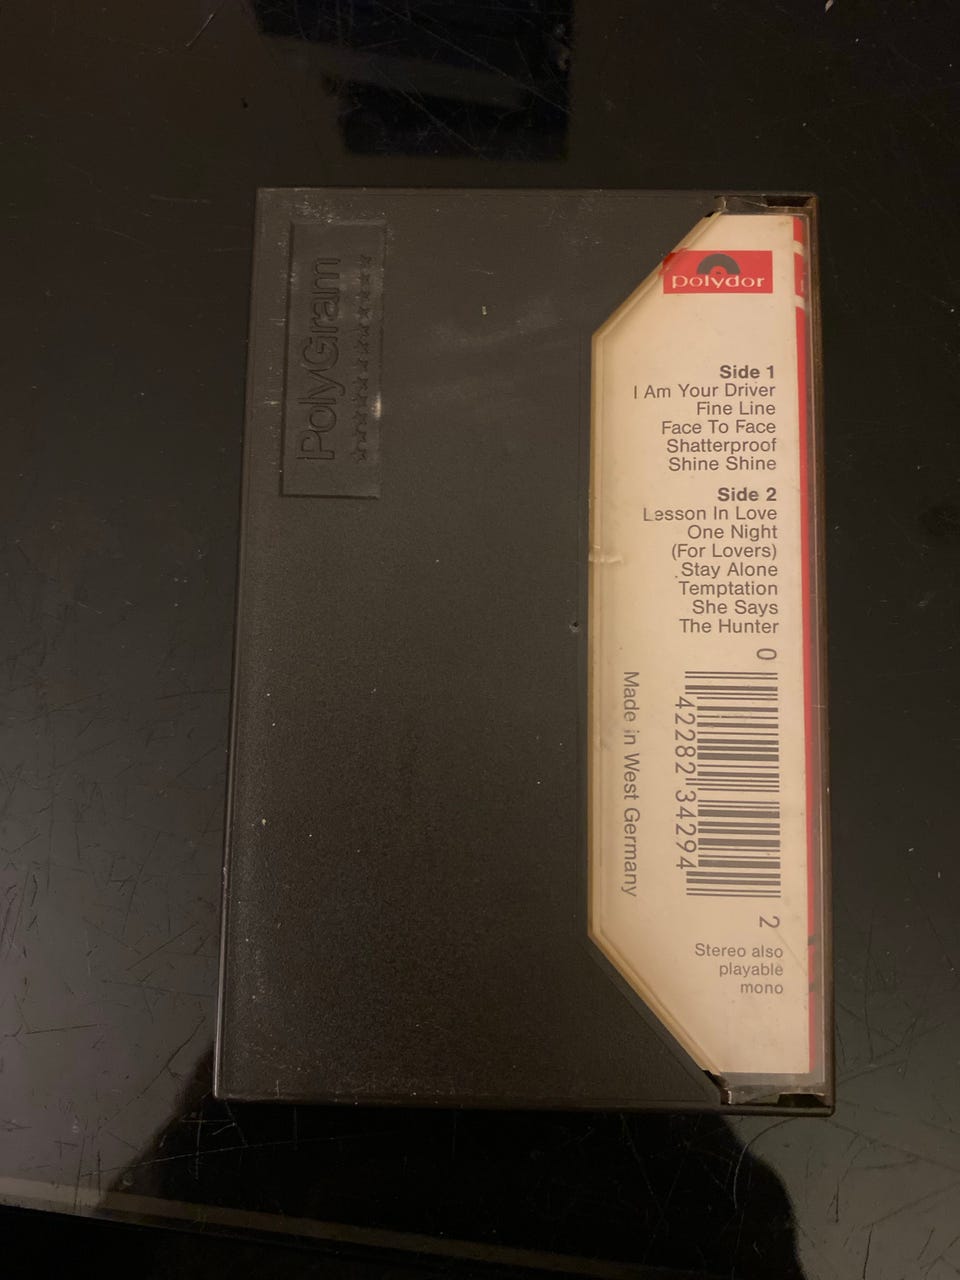 PolyGram
polydor
Side 1
I Am Your Driver
Fine Line
Face To Face
Shatterproof
Shine Shine
Side 2
Lesson In Love
One Night
(For Lovers)
Stay Alone
Temptation
She Says
The Hunter
0 42282 34294 2
Made in West Germany
Stereo also
playable
mono